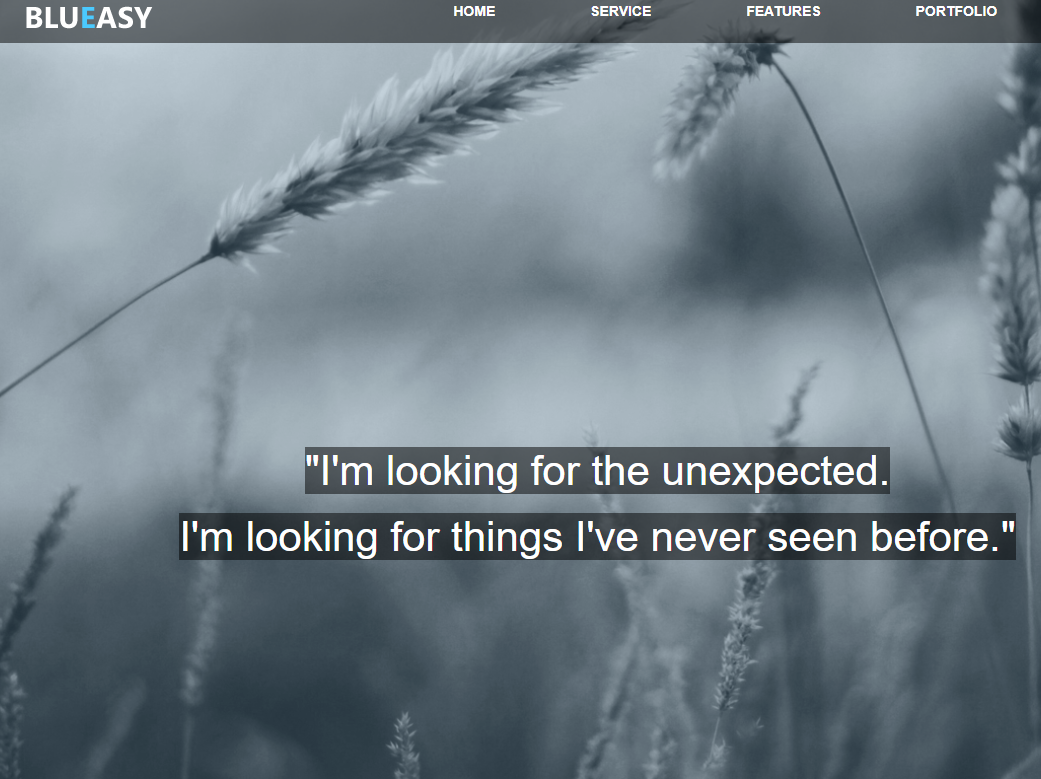 BLUEASY
HOME SERVICE FEATURES PORTFOLIO
"I'm looking for the unexpected.
I'm looking for things I've never seen before."